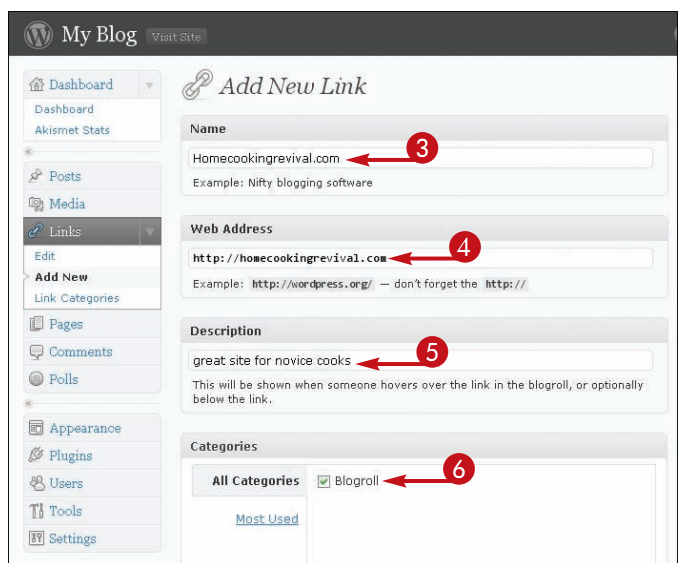 My Blog Visit Site
Dashboard
Dashboard
Akismet Stats
Posts
Media
Links
Edit
Add New
Link Categories
Pages
Comments
Polls
Appearance
Plugins
Users
Tools
Settings
Add New Link
Name
Homecookingrevival.com 3
Example: Nifty blogging software
Web Address
http://homecookingrevival.com 4
Example: http://wordpress.org/ — don't forget the http://
Description
great site for novice cooks 5
This will be shown when someone hovers over the link in the blogroll, or optionally
below the link.
Categories
All Categories Blogroll 6
Most Used